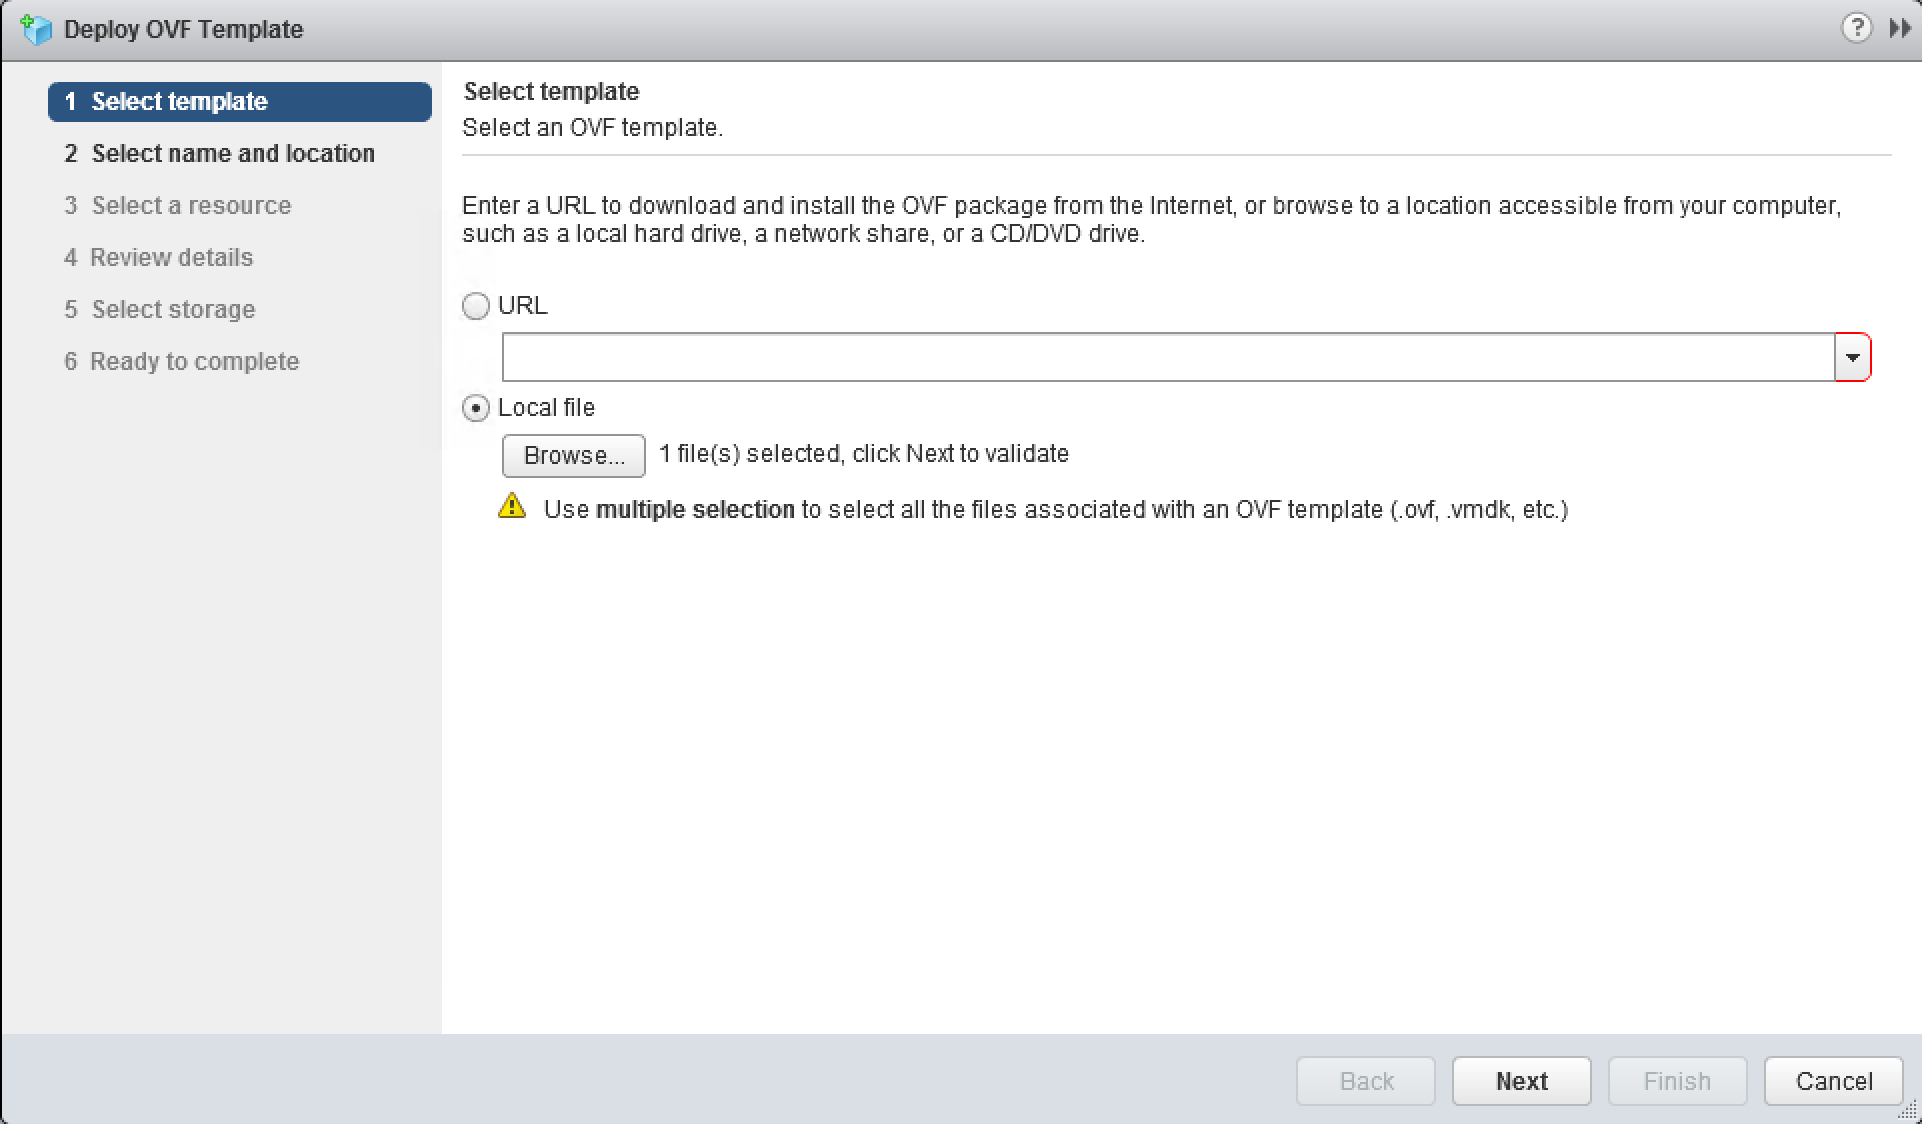 Deploy OVF Template
?
1 Select template
2 Select name and location
3 Select a resource
4 Review details
5 Select storage
6 Ready to complete
Select template
Select an OVF template.
Enter a URL to download and install the OVF package from the Internet, or browse to a location accessible from your computer,
such as a local hard drive, a network share, or a CD/DVD drive.
URL
Local file
Browse... 1 file(s) selected, click Next to validate
Use multiple selection to select all the files associated with an OVF template (.ovf, .vmdk, etc.)
Back Next Finish Cancel